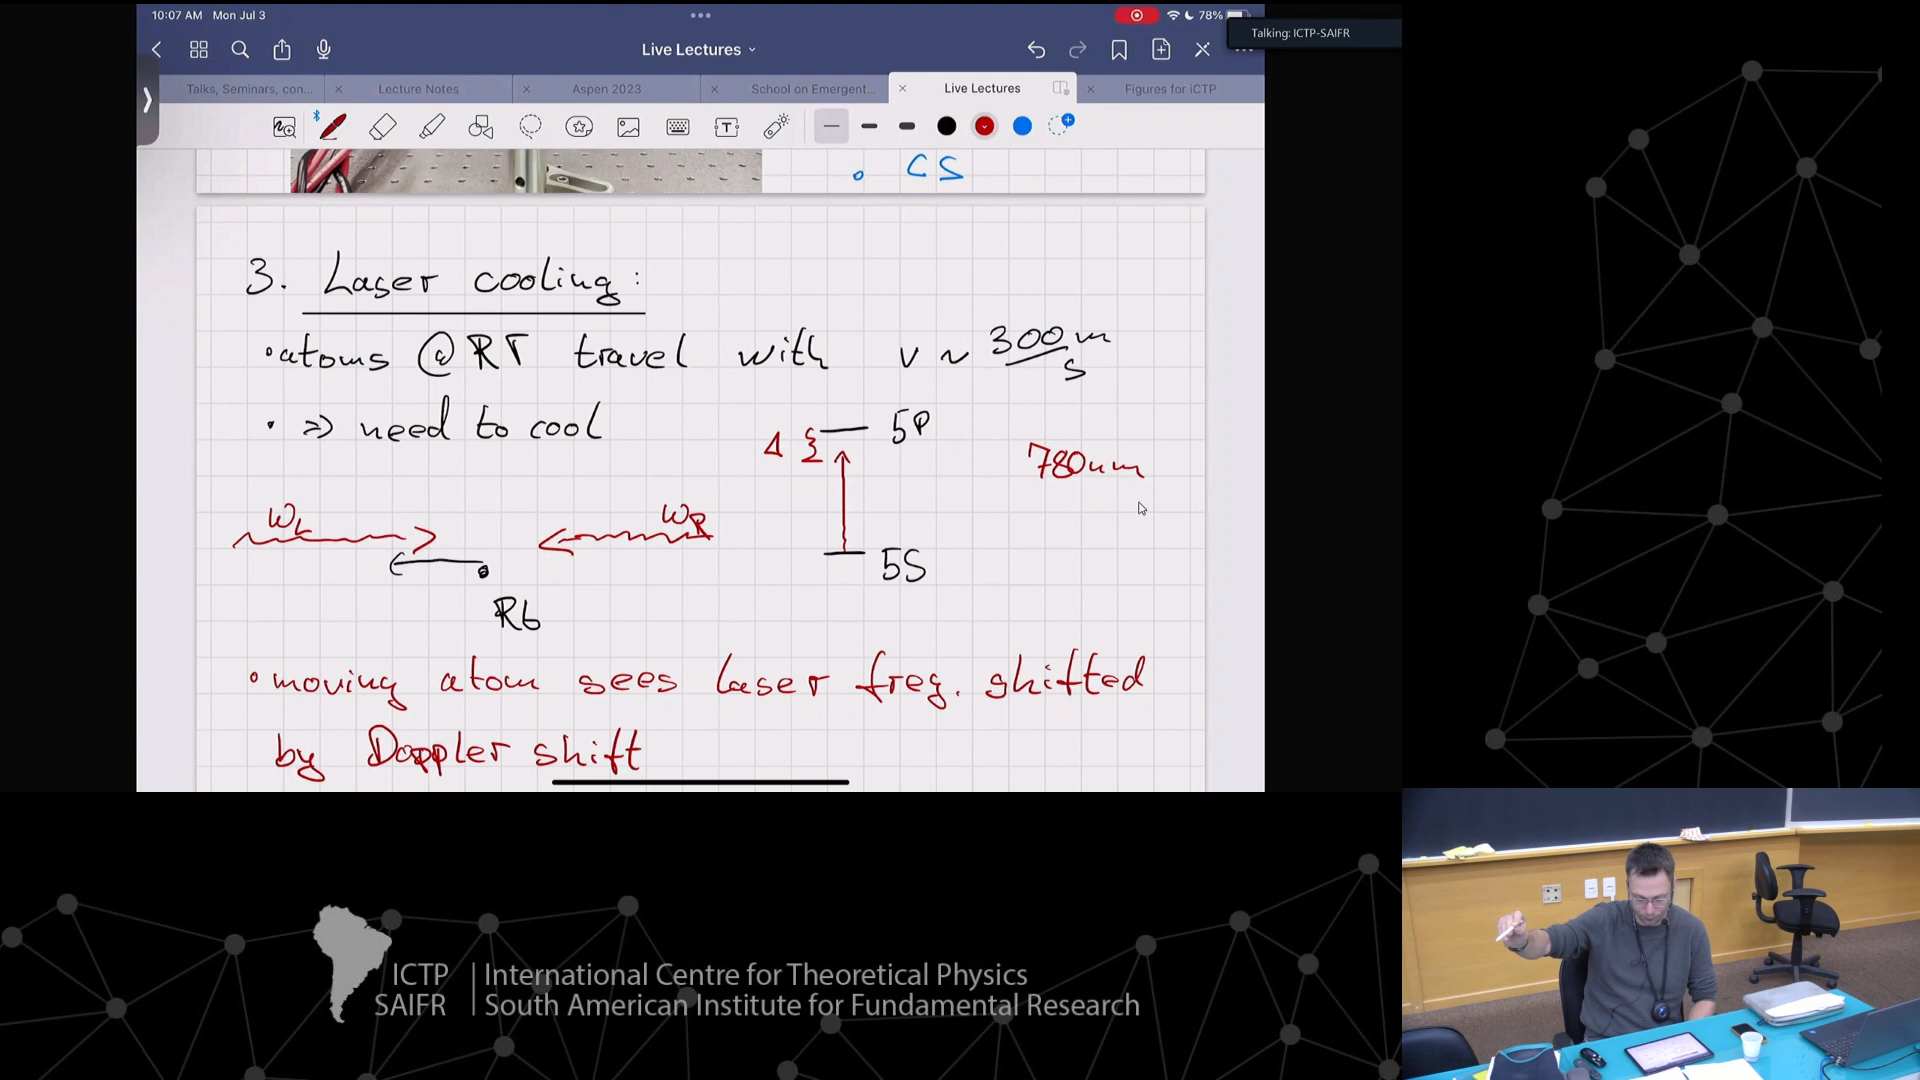 10:07 AM Mon Jul 3
78%
Talking: ICTP-SAIFR
Live Lectures
Talks, Seminars, con...
Lecture Notes
Aspen 2023
School on Emergent...
Live Lectures
Figures for iCTP
• CS
3. Laser cooling:
• atoms @ RT travel with v ~ 300 m/s
• ⇒ need to cool
Δ
5P
780nm
ωL
ωR
5S
Rb
• moving atom sees laser freq. shifted
by Doppler shift
ICTP | International Centre for Theoretical Physics
SAIFR | South American Institute for Fundamental Research